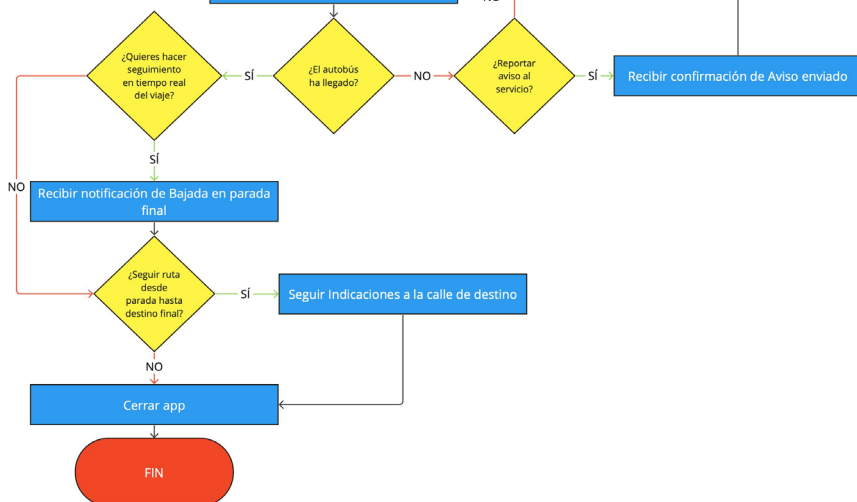 NO
¿Quieres hacer
seguimiento
en tiempo real
del viaje?
SÍ
¿El autobús
ha llegado?
NO
¿Reportar
aviso al
servicio?
SÍ
Recibir confirmación de Aviso enviado
SÍ
NO
Recibir notificación de Bajada en parada
final
¿Seguir ruta
desde
parada hasta
destino final?
SÍ
Seguir Indicaciones a la calle de destino
NO
Cerrar app
FIN